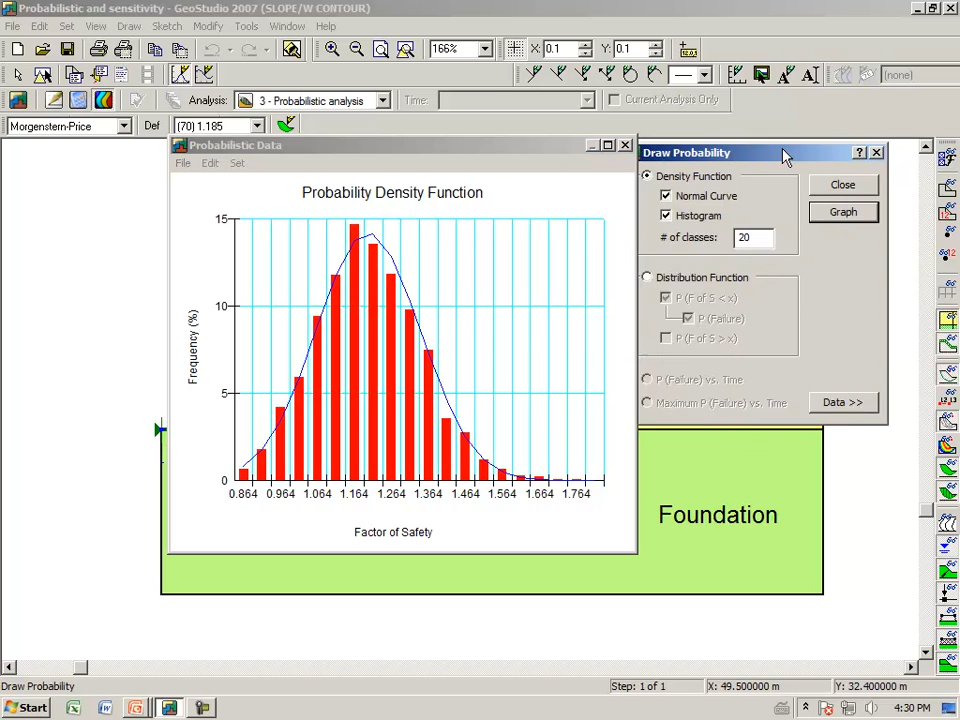 Probabilistic and sensitivity - GeoStudio 2007 (SLOPE/W CONTOUR)
File Edit Set View Draw Sketch Modify Tools Window Help
166% X: 0.1 Y: 0.1
[none]
Analysis: 3 - Probabilistic analysis Time: Current Analysis Only
Morgenstern-Price Def (70) 1.185
Probabilistic Data
File Edit Set
Probability Density Function
15
10
5
0
Frequency (%)
0.864 0.964 1.064 1.164 1.264 1.364 1.464 1.564 1.664 1.764
Factor of Safety
Draw Probability
Density Function
Normal Curve
Histogram
# of classes: 20
Close
Graph
Distribution Function
P (F of S < x)
P (Failure)
P (F of S > x)
P (Failure) vs. Time
Maximum P (Failure) vs. Time
Data >>
Foundation
Draw Probability
Step: 1 of 1 X: 49.500000 m Y: 32.400000 m
Start 4:30 PM